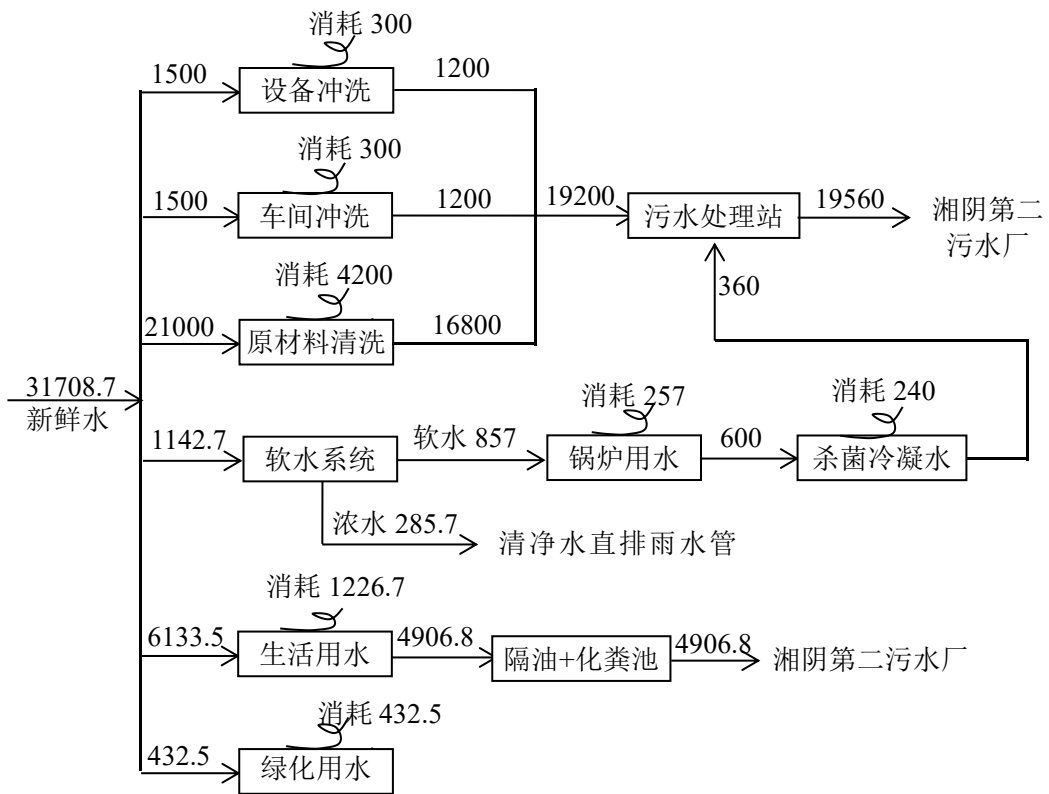 消耗 300
1500
设备冲洗
1200
消耗 300
1500
车间冲洗
1200
19200
污水处理站
19560
湘阴第二
污水厂
消耗 4200
360
21000
原材料清洗
16800
31708.7
新鲜水
消耗 257
消耗 240
1142.7
软水系统
软水 857
锅炉用水
600
杀菌冷凝水
浓水 285.7
清净水直排雨水管
消耗 1226.7
6133.5
生活用水
4906.8
隔油+化粪池
4906.8
湘阴第二污水厂
消耗 432.5
432.5
绿化用水